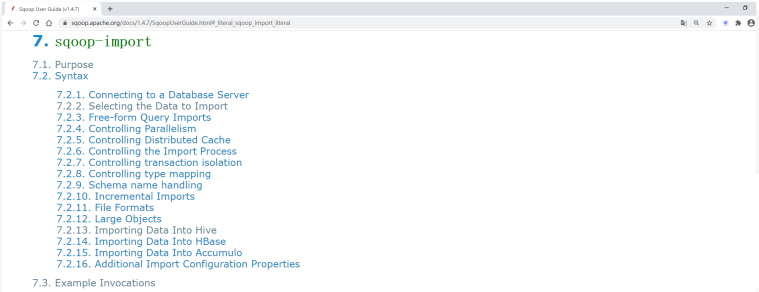 Sqoop User Guide (v1.4.7)
sqoop.apache.org/docs/1.4.7/SqoopUserGuide.html#_literal_sqoop_import_literal
7. sqoop-import
7.1. Purpose
7.2. Syntax
7.2.1. Connecting to a Database Server
7.2.2. Selecting the Data to Import
7.2.3. Free-form Query Imports
7.2.4. Controlling Parallelism
7.2.5. Controlling Distributed Cache
7.2.6. Controlling the Import Process
7.2.7. Controlling transaction isolation
7.2.8. Controlling type mapping
7.2.9. Schema name handling
7.2.10. Incremental Imports
7.2.11. File Formats
7.2.12. Large Objects
7.2.13. Importing Data Into Hive
7.2.14. Importing Data Into HBase
7.2.15. Importing Data Into Accumulo
7.2.16. Additional Import Configuration Properties
7.3. Example Invocations